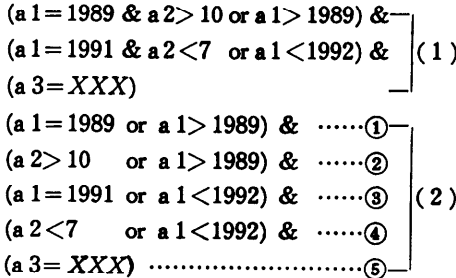 (a 1 = 1989 & a 2 > 10 or a 1 > 1989) &
(a 1 = 1991 & a 2 < 7 or a 1 < 1992) & (1)
(a 3 = XXX)
(a 1 = 1989 or a 1 > 1989) & ······①
(a 2 > 10 or a 1 > 1989) & ······②
(a 1 = 1991 or a 1 < 1992) & ······③ (2)
(a 2 < 7 or a 1 < 1992) & ······④
(a 3 = XXX) ·····················⑤